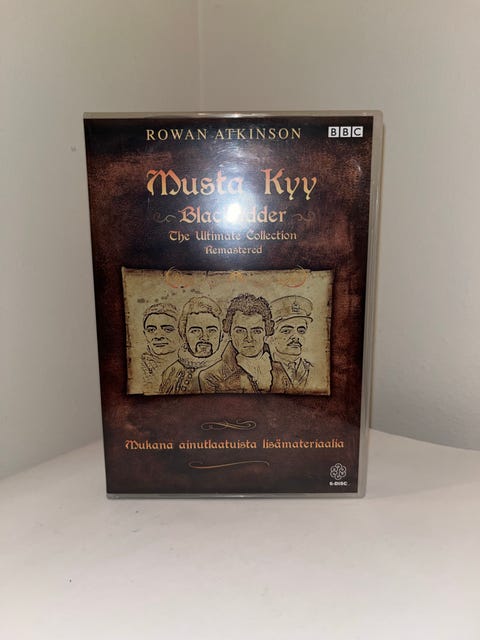 ROWAN ATKINSON
BBC
Musta Kyy
Blackadder
The Ultimate Collection
Remastered
Mukana ainutlaatuista lisämateriaalia
6-DISC